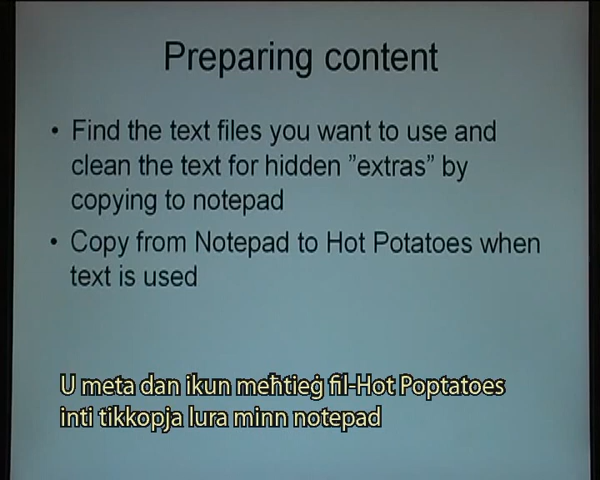 Preparing content
• Find the text files you want to use and
clean the text for hidden ”extras” by
copying to notepad
• Copy from Notepad to Hot Potatoes when
text is used
U meta dan ikun meħtieġ fil-Hot Poptatoes
inti tikkopja lura minn notepad